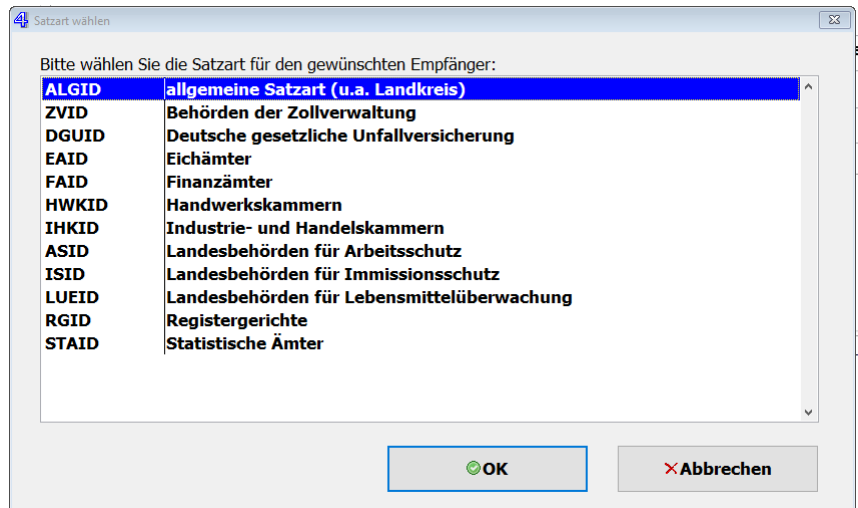 4 Satzart wählen
Bitte wählen Sie die Satzart für den gewünschten Empfänger:
ALGID allgemeine Satzart (u.a. Landkreis)
ZVID Behörden der Zollverwaltung
DGUID Deutsche gesetzliche Unfallversicherung
EAID Eichämter
FAID Finanzämter
HWKID Handwerkskammern
IHKID Industrie- und Handelskammern
ASID Landesbehörden für Arbeitsschutz
ISID Landesbehörden für Immissionsschutz
LUEID Landesbehörden für Lebensmittelüberwachung
RGID Registergerichte
STAID Statistische Ämter
OK Abbrechen